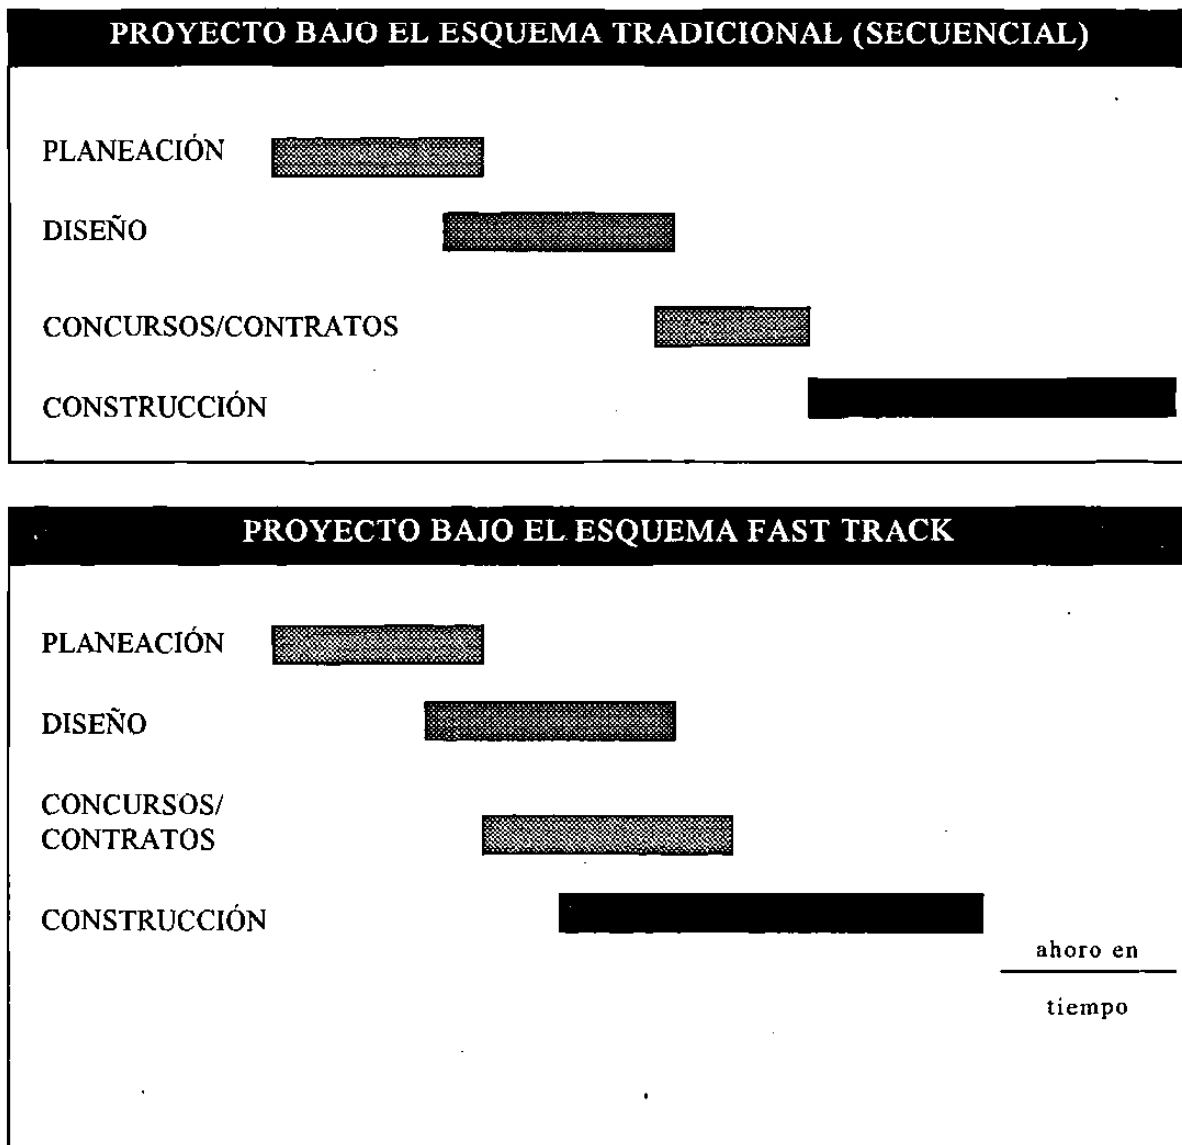 PROYECTO BAJO EL ESQUEMA TRADICIONAL (SECUENCIAL)
PLANEACIÓN
DISEÑO
CONCURSOS/CONTRATOS
CONSTRUCCIÓN
PROYECTO BAJO EL ESQUEMA FAST TRACK
PLANEACIÓN
DISEÑO
CONCURSOS/
CONTRATOS
CONSTRUCCIÓN
ahoro en
tiempo